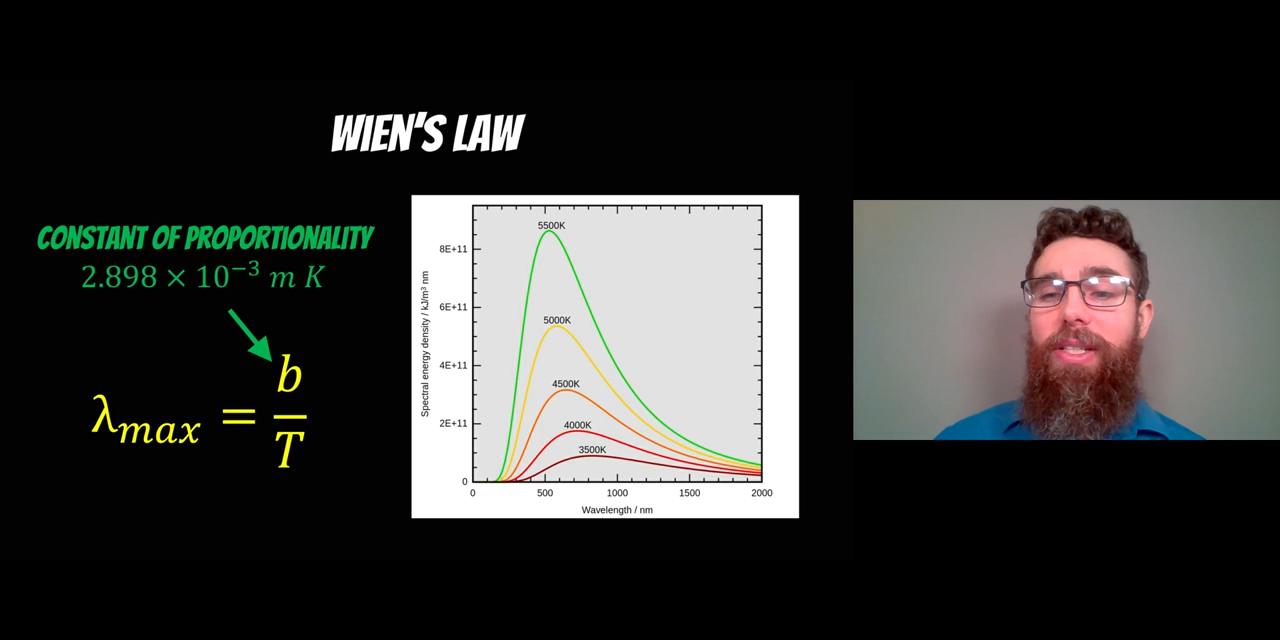 WIEN'S LAW
CONSTANT OF PROPORTIONALITY
2.898 × 10⁻³ m K
λmax = b/T
5500K
5000K
4500K
4000K
3500K
8E+11
6E+11
4E+11
2E+11
0
Spectral energy density / kJ/m³ nm
0 500 1000 1500 2000
Wavelength / nm